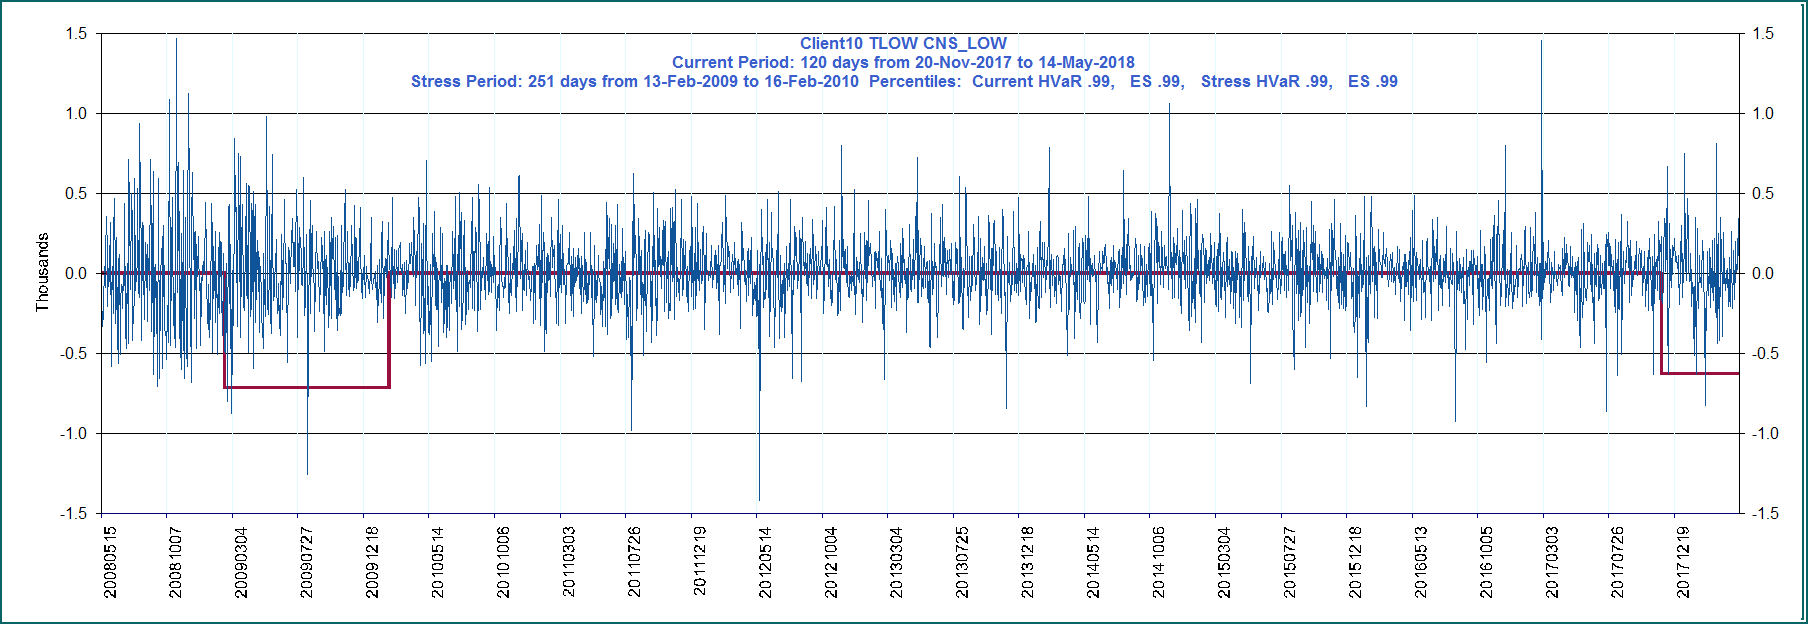 Client10 TLOW CNS_LOW
Current Period: 120 days from 20-Nov-2017 to 14-May-2018
Stress Period: 251 days from 13-Feb-2009 to 16-Feb-2010  Percentiles:  Current HVaR .99,   ES .99,   Stress HVaR .99,   ES .99
1.5 1.5
1.0 1.0
0.5 0.5
0.0 0.0
-0.5 -0.5
-1.0 -1.0
-1.5 -1.5
Thousands
20080515 20081007 20090304 20090727 20091218 20100514 20101006 20110303 20110726 20111219 20120514 20121004 20130304 20130725 20131218 20140514 20141006 20150304 20150727 20151218 20160513 20161005 20170303 20170726 20171219